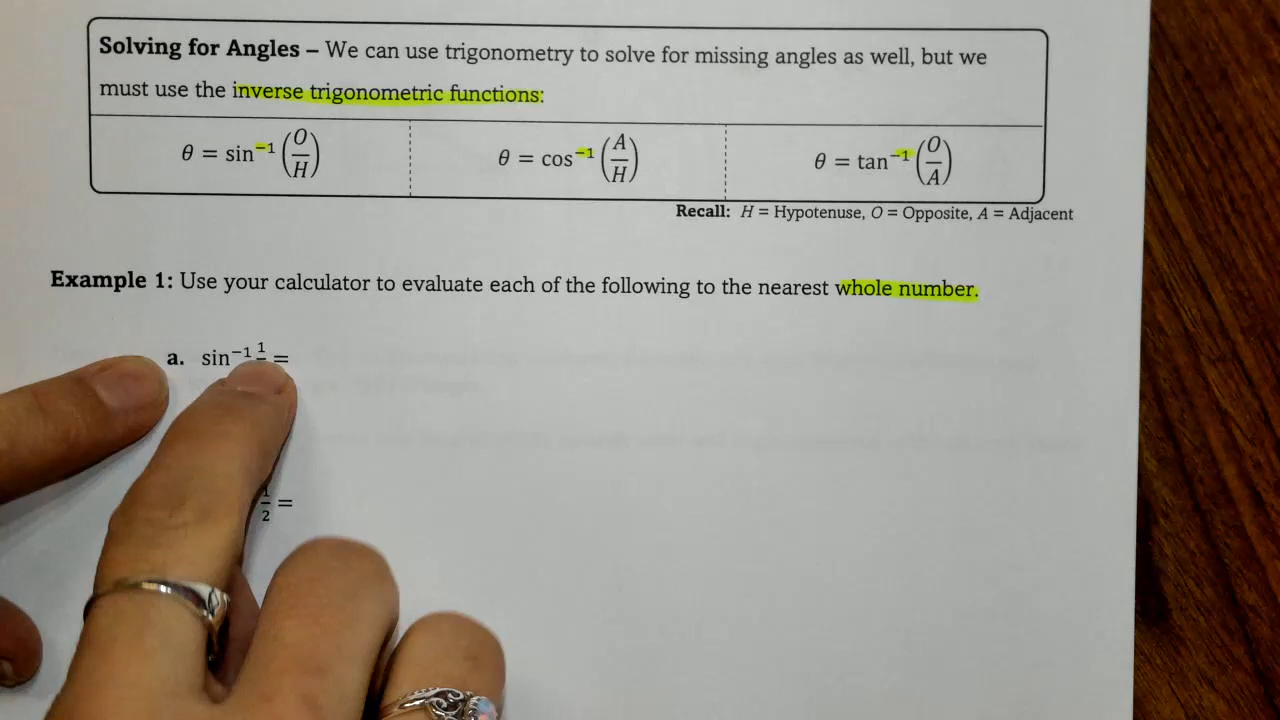 Solving for Angles – We can use trigonometry to solve for missing angles as well, but we
must use the inverse trigonometric functions:
θ = sin⁻¹(O/H) θ = cos⁻¹(A/H) θ = tan⁻¹(O/A)
Recall: H = Hypotenuse, O = Opposite, A = Adjacent
Example 1: Use your calculator to evaluate each of the following to the nearest whole number.
a. sin⁻¹ 1 =
2 =